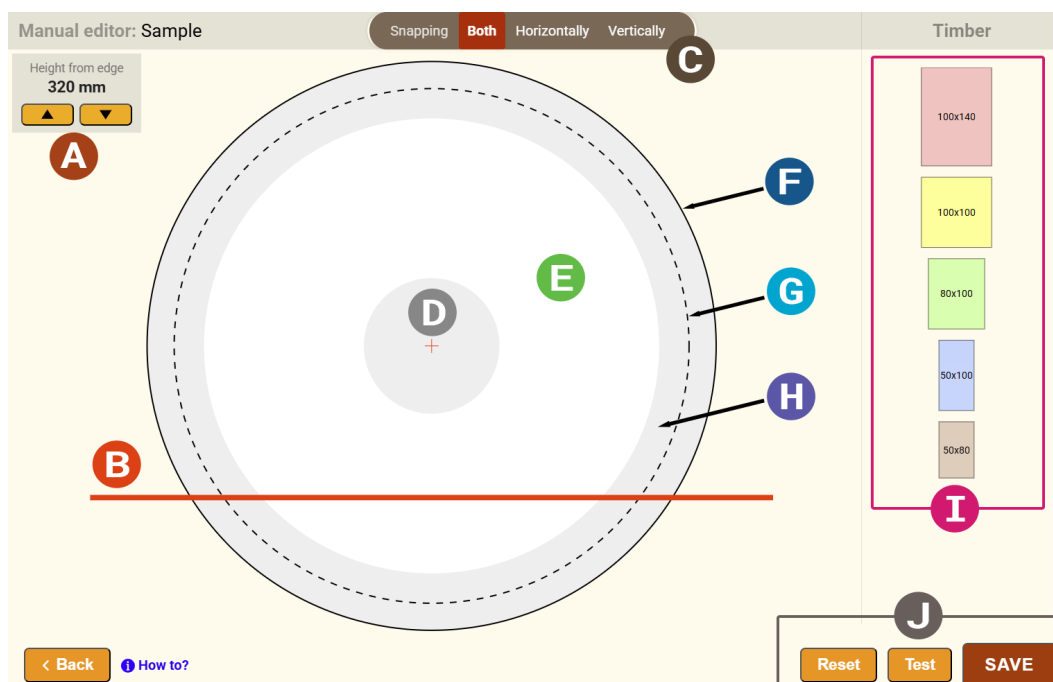 Manual editor: Sample
Snapping Both Horizontally Vertically
Timber
Height from edge
320 mm
A
B
C
D
E
F
G
H
100x140
100x100
80x100
50x100
50x80
I
J
< Back
i How to?
Reset
Test
SAVE